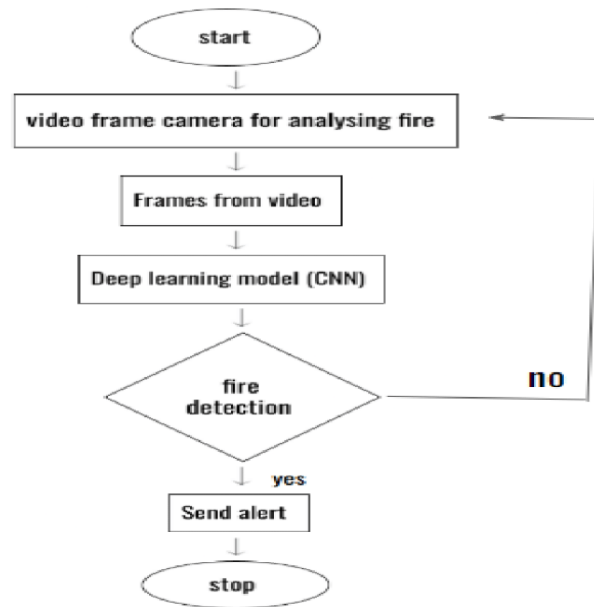 start
video frame camera for analysing fire
Frames from video
Deep learning model (CNN)
fire
detection
no
yes
Send alert
stop